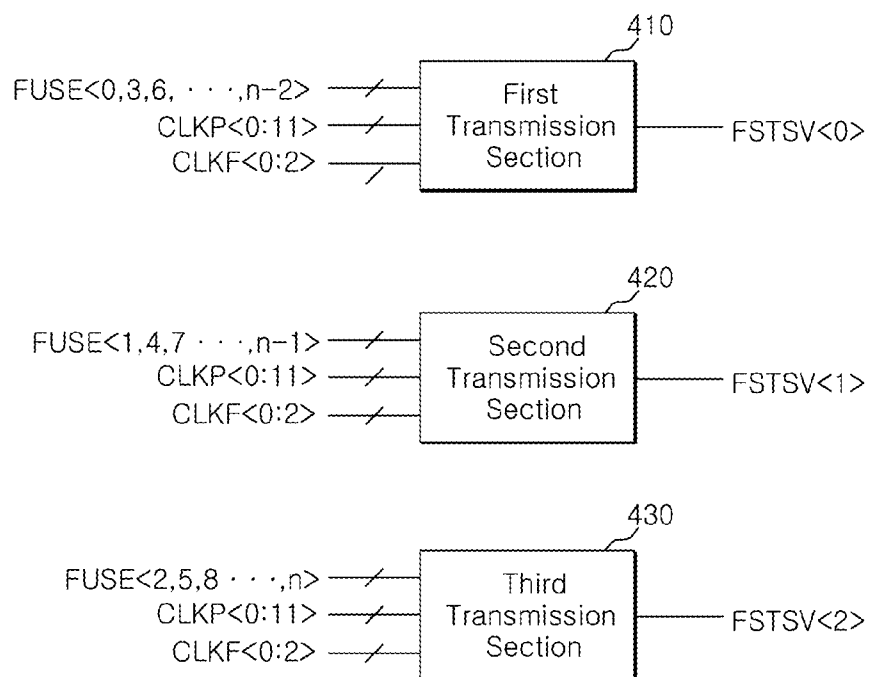 410
FUSE<0,3,6, · · ·,n-2>
CLKP<0:11>
CLKF<0:2>
First
Transmission
Section
FSTSV<0>
420
FUSE<1,4,7 · · ·,n-1>
CLKP<0:11>
CLKF<0:2>
Second
Transmission
Section
FSTSV<1>
430
FUSE<2,5,8 · · ·,n>
CLKP<0:11>
CLKF<0:2>
Third
Transmission
Section
FSTSV<2>